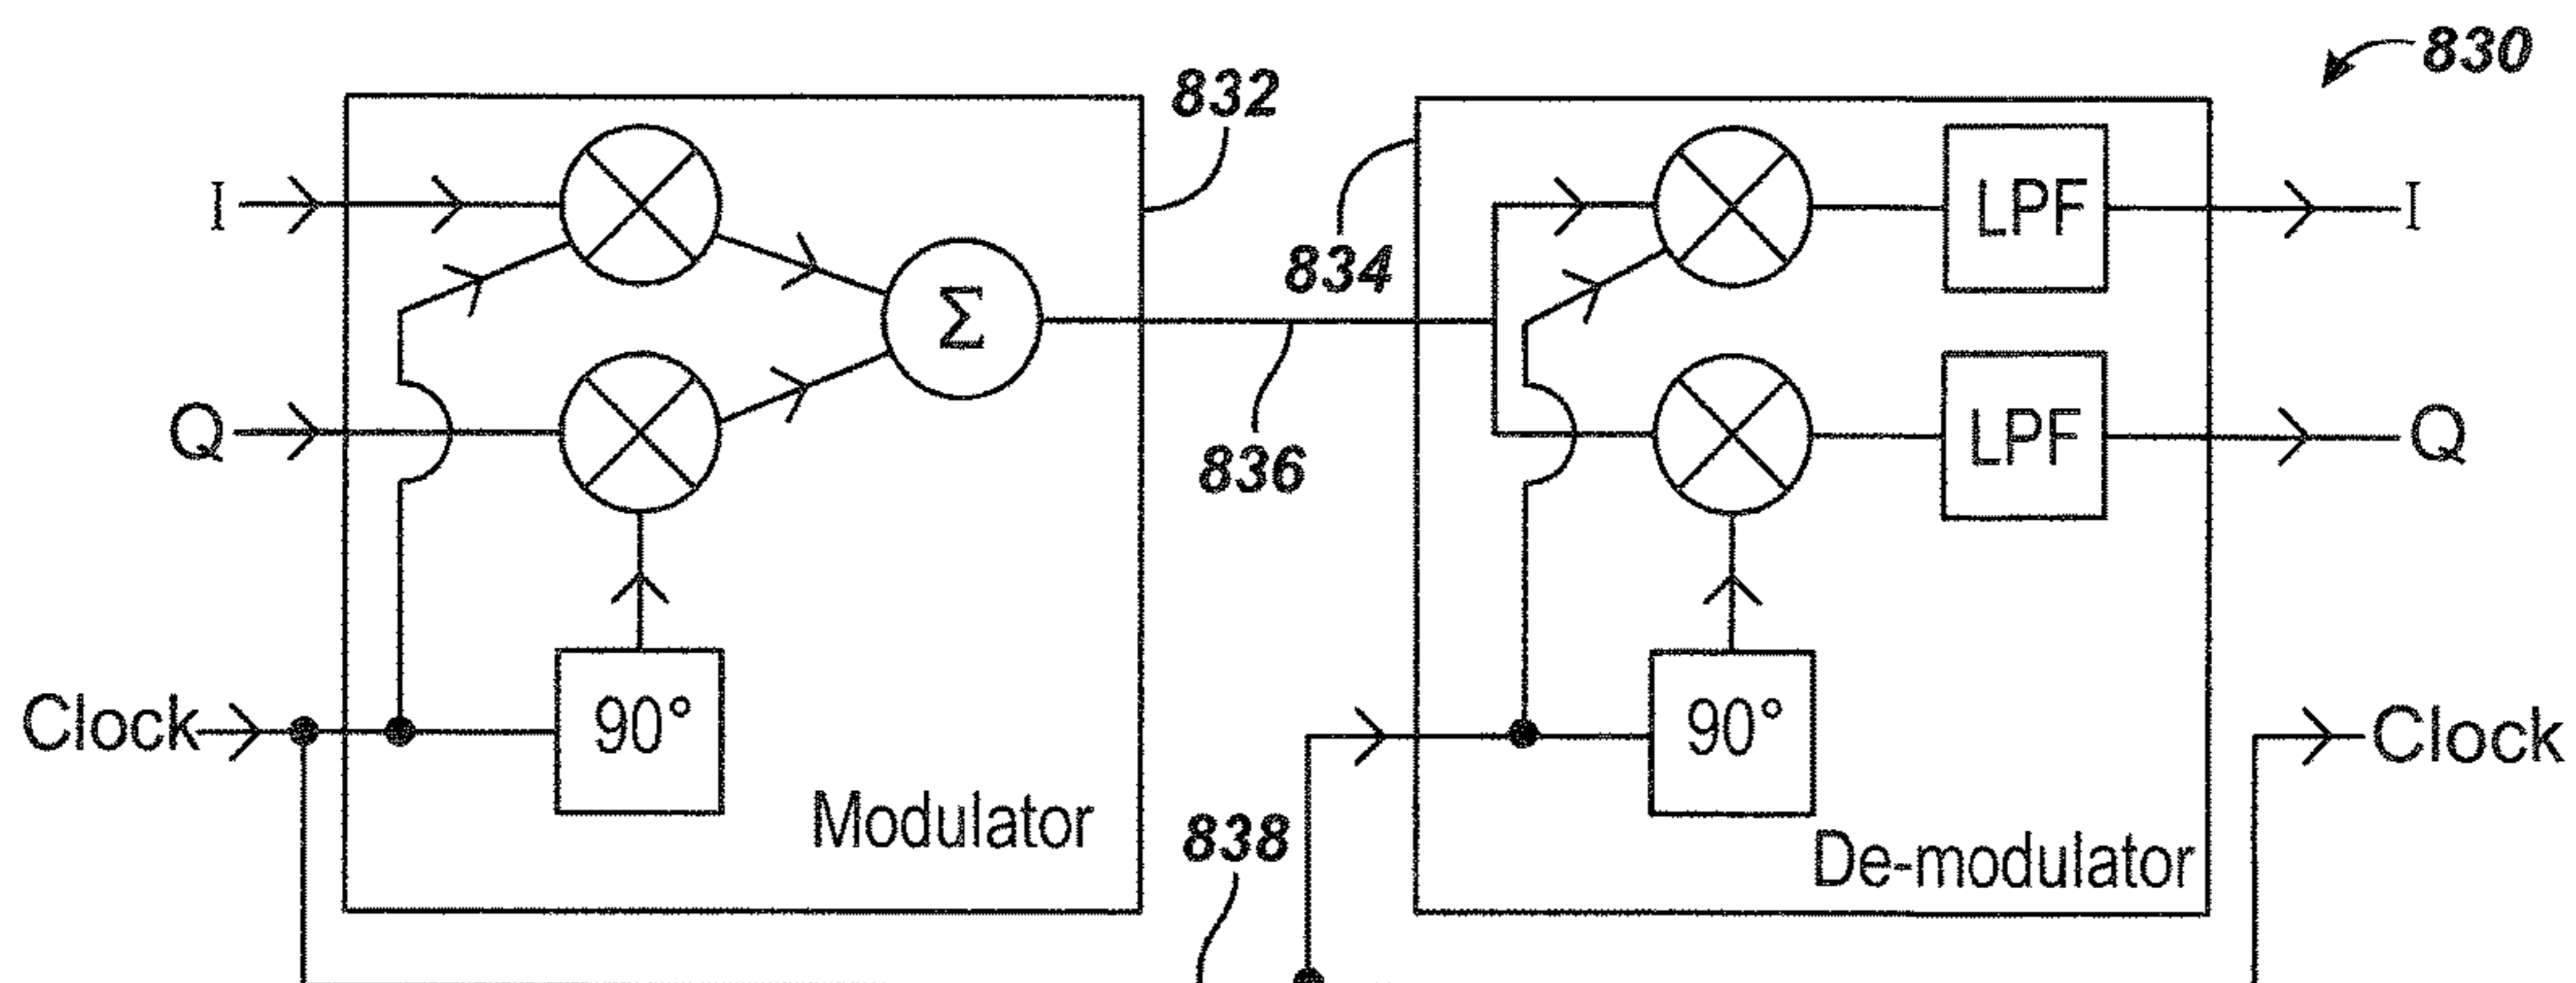 830
832
I
LPF
I
834
Σ
Q
836
LPF
Q
Clock
90°
90°
Clock
Modulator
838
De-modulator